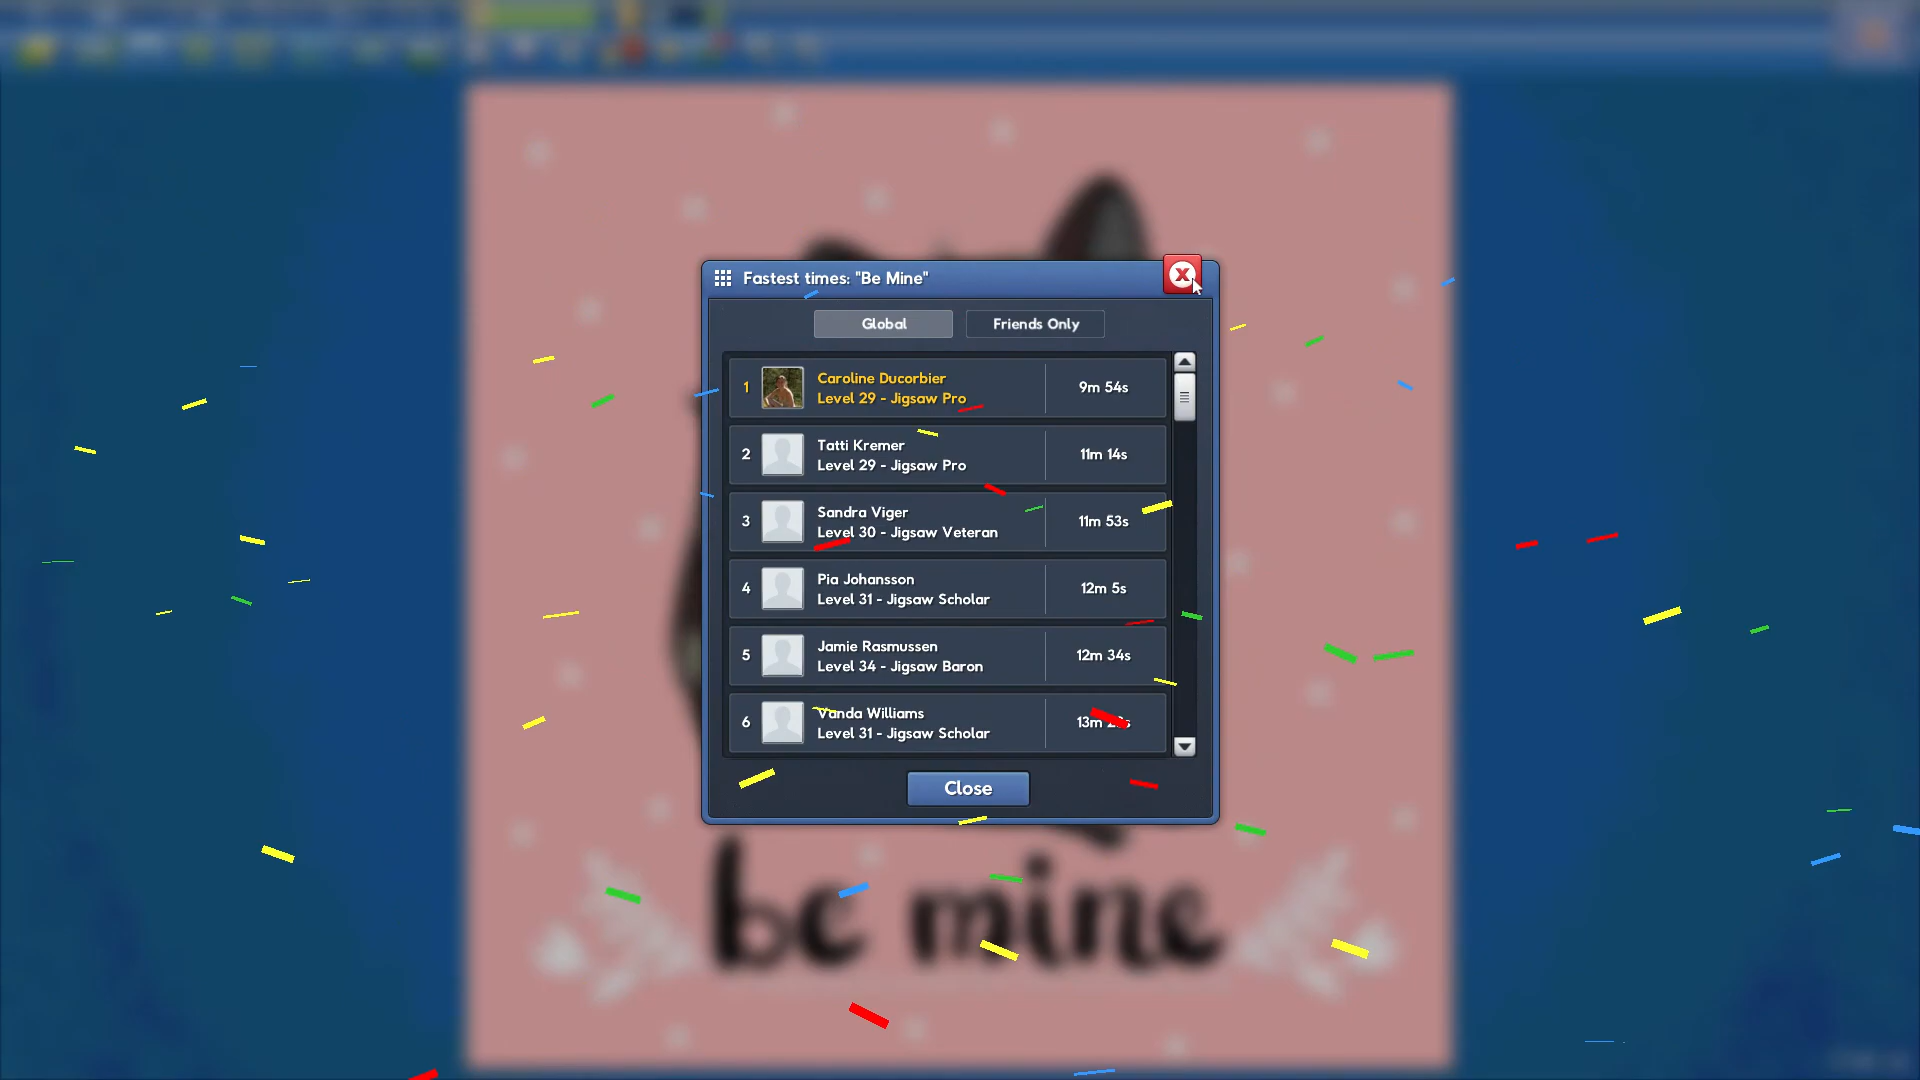 Fastest times: "Be Mine"
Global
Friends Only
1
Caroline Ducorbier
Level 29 - Jigsaw Pro
9m 54s
2
Tatti Kremer
Level 29 - Jigsaw Pro
11m 14s
3
Sandra Viger
Level 30 - Jigsaw Veteran
11m 53s
4
Pia Johansson
Level 31 - Jigsaw Scholar
12m 5s
5
Jamie Rasmussen
Level 34 - Jigsaw Baron
12m 34s
6
Vanda Williams
Level 31 - Jigsaw Scholar
13m
Close
be mine